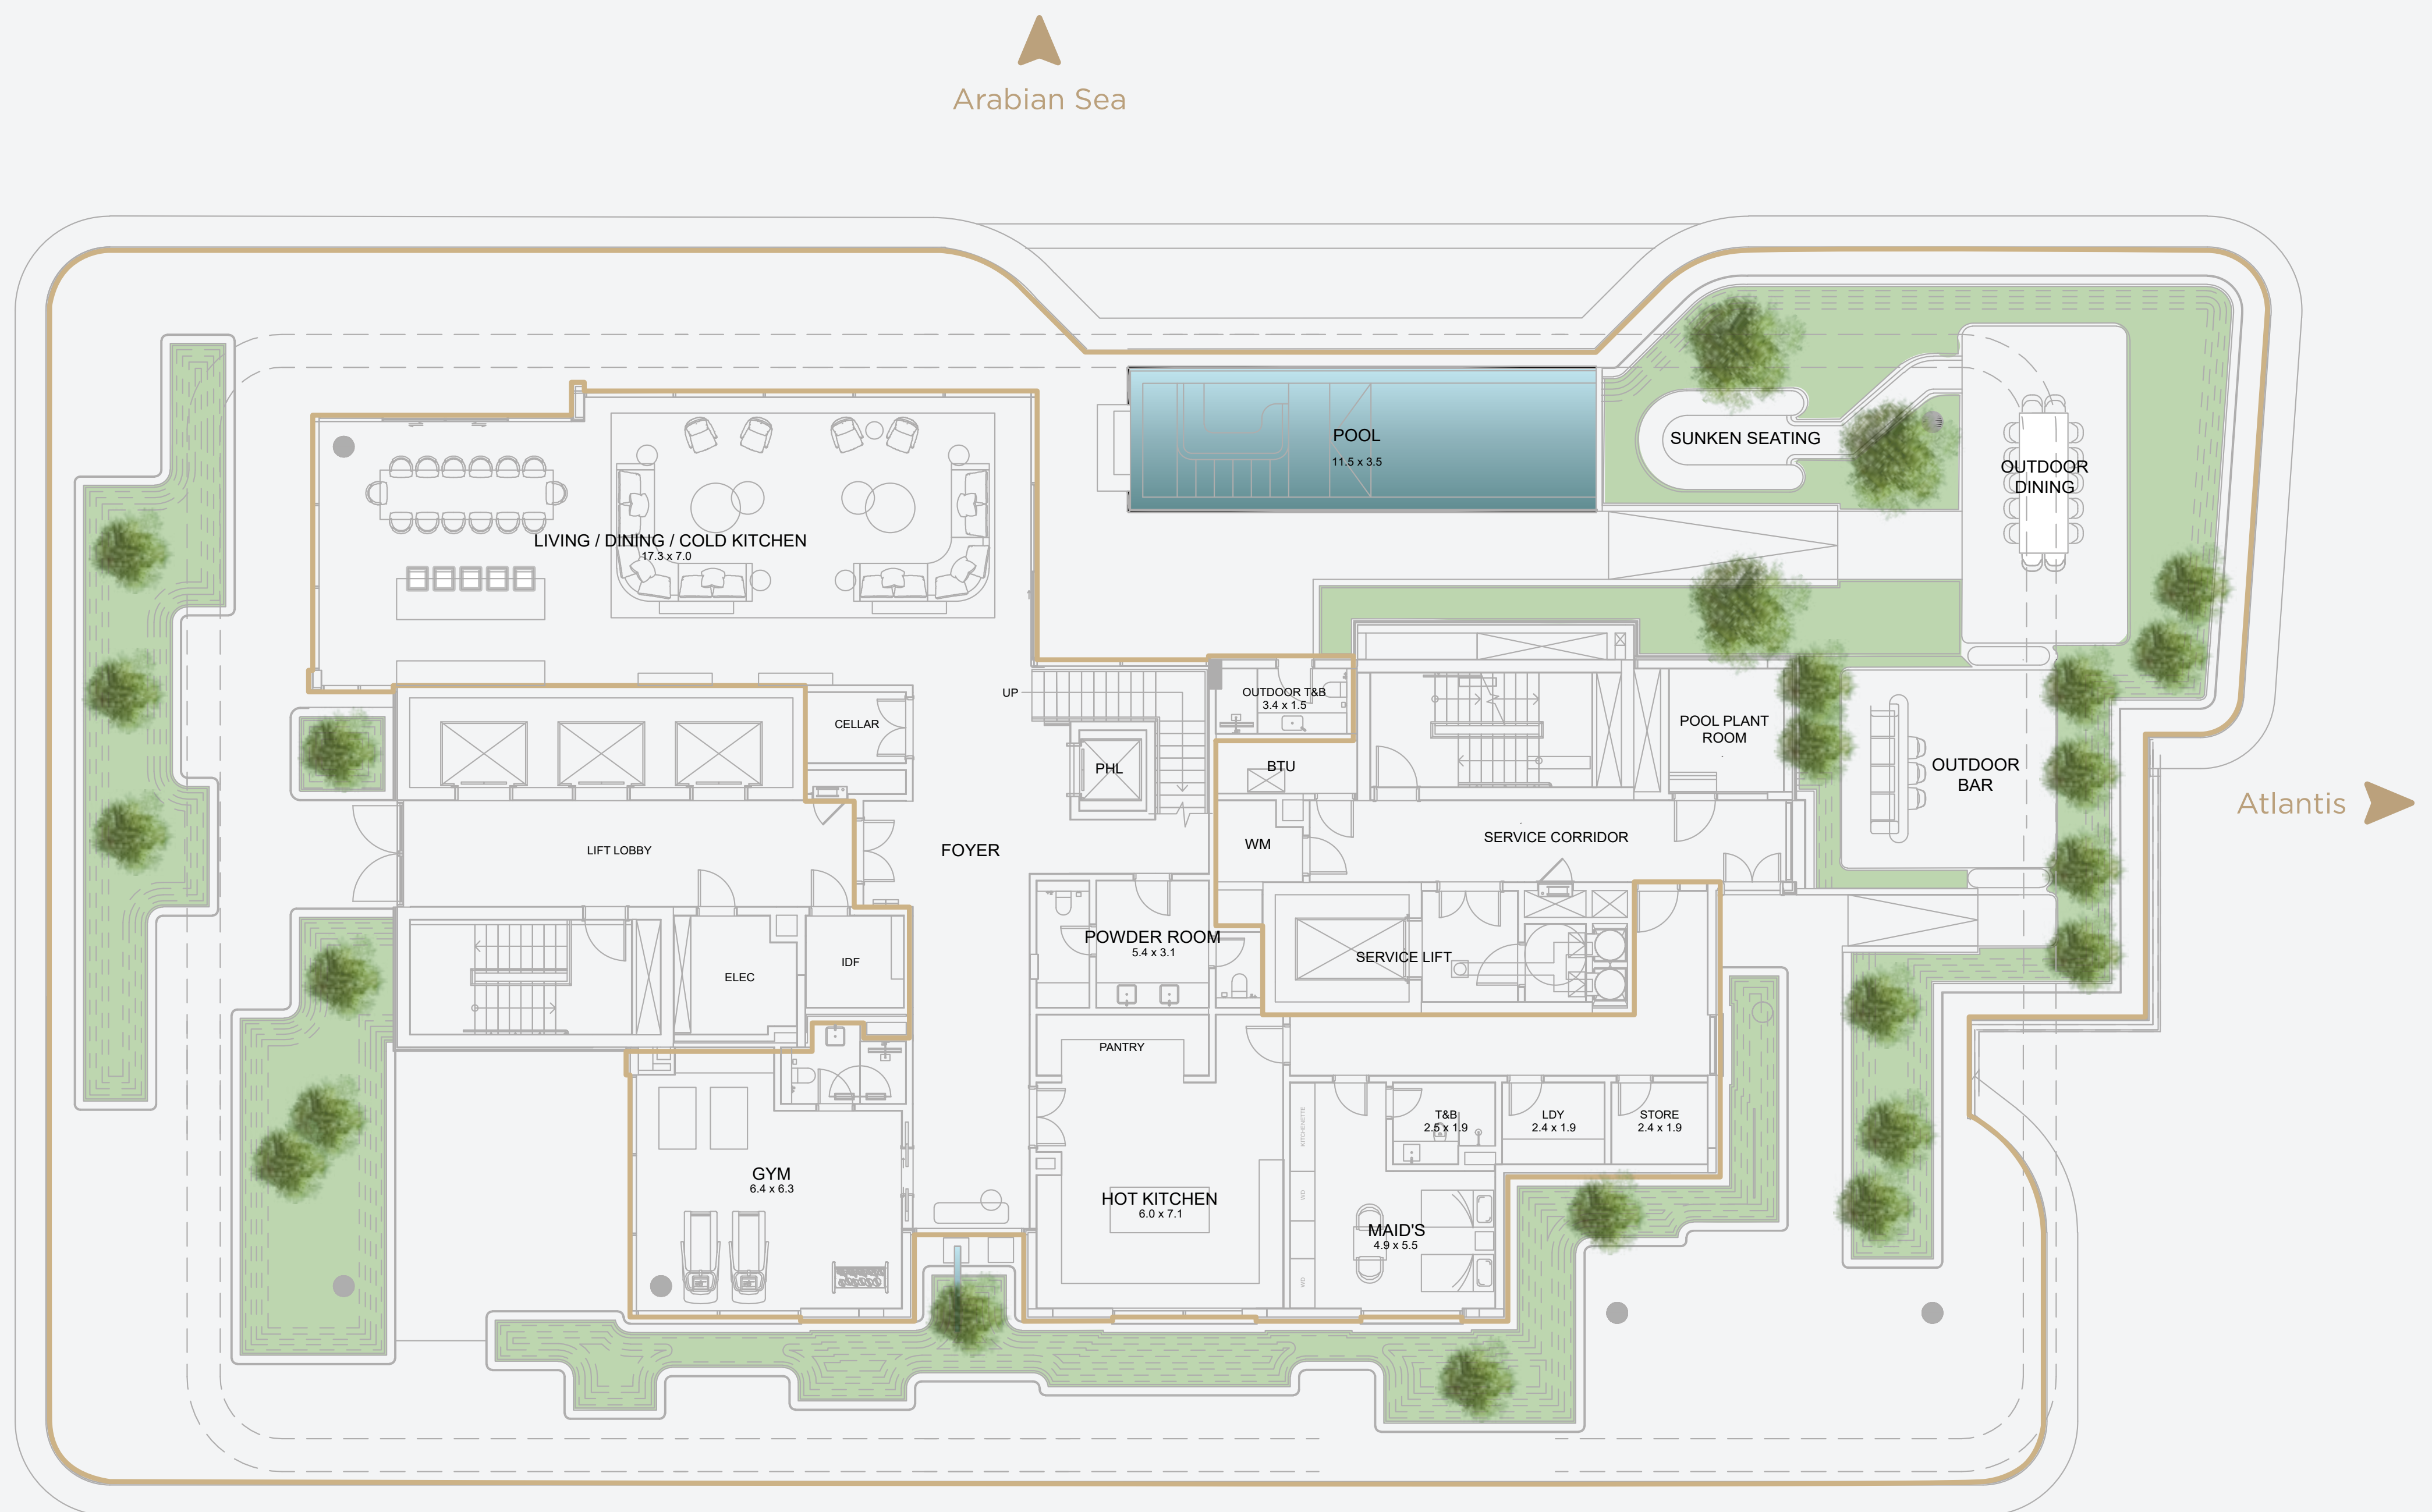 Arabian Sea
POOL
11.5 x 3.5
SUNKEN SEATING
OUTDOOR
DINING
LIVING / DINING / COLD KITCHEN
17.3 x 7.0
UP
OUTDOOR T&B
3.4 x 1.5
CELLAR
POOL PLANT
ROOM
PHL
BTU
OUTDOOR
BAR
Atlantis
LIFT LOBBY
FOYER
WM
SERVICE CORRIDOR
POWDER ROOM
5.4 x 3.1
SERVICE LIFT
ELEC
IDF
PANTRY
KITCHENETTE
T&B
2.5 x 1.9
LDY
2.4 x 1.9
STORE
2.4 x 1.9
GYM
6.4 x 6.3
HOT KITCHEN
6.0 x 7.1
WD
MAID'S
4.9 x 5.5
WD